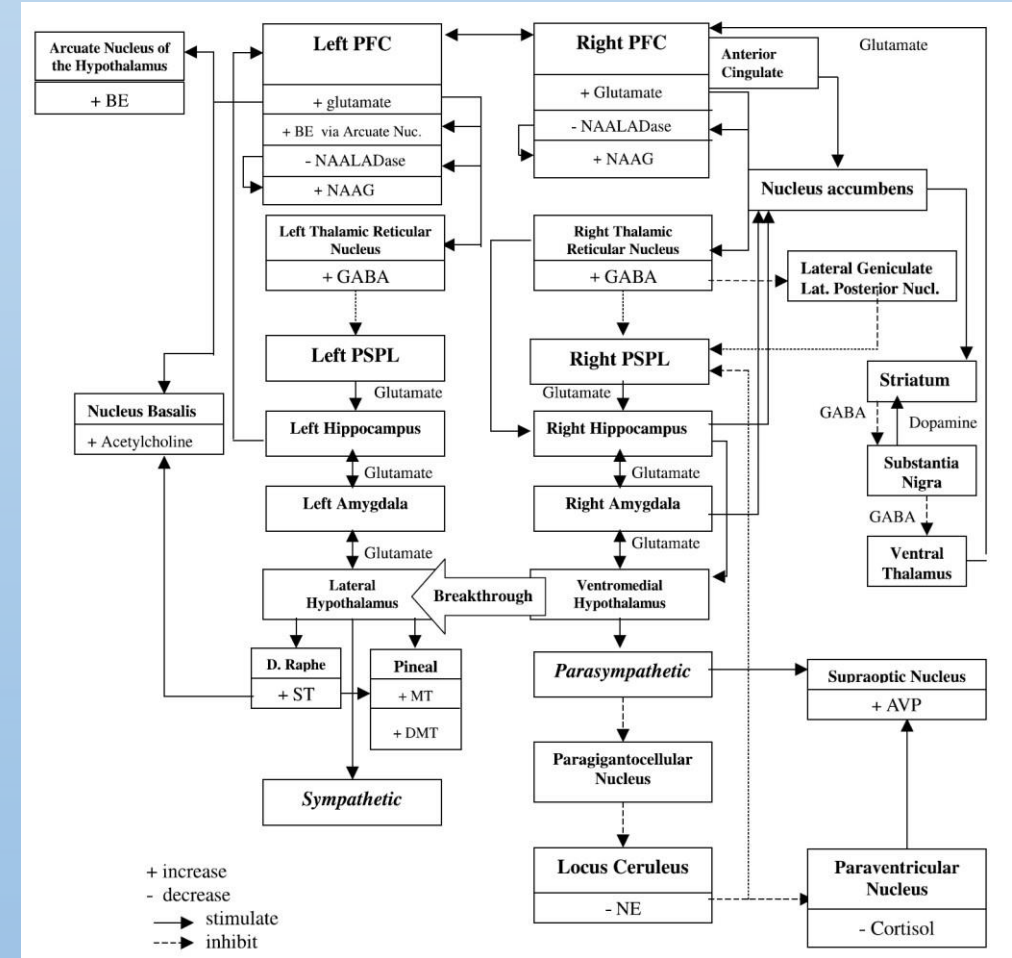 Arcuate Nucleus of
the Hypothalamus
+ BE
Left PFC
+ glutamate
+ BE via Arcuate Nuc.
- NAALADase
+ NAAG
Right PFC
+ Glutamate
- NAALADase
+ NAAG
Anterior
Cingulate
Glutamate
Nucleus accumbens
Left Thalamic Reticular
Nucleus
+ GABA
Right Thalamic
Reticular Nucleus
+ GABA
Lateral Geniculate
Lat. Posterior Nucl.
Left PSPL
Glutamate
Right PSPL
Glutamate
Striatum
GABA
Dopamine
Substantia
Nigra
GABA
Ventral
Thalamus
Nucleus Basalis
+ Acetylcholine
Left Hippocampus
Glutamate
Right Hippocampus
Glutamate
Left Amygdala
Glutamate
Right Amygdala
Glutamate
Lateral
Hypothalamus
Breakthrough
Ventromedial
Hypothalamus
D. Raphe
+ ST
Pineal
+ MT
+ DMT
Parasympathetic
Supraoptic Nucleus
+ AVP
Sympathetic
Paragigantocellular
Nucleus
Locus Ceruleus
- NE
Paraventricular
Nucleus
- Cortisol
+ increase
- decrease
stimulate
inhibit